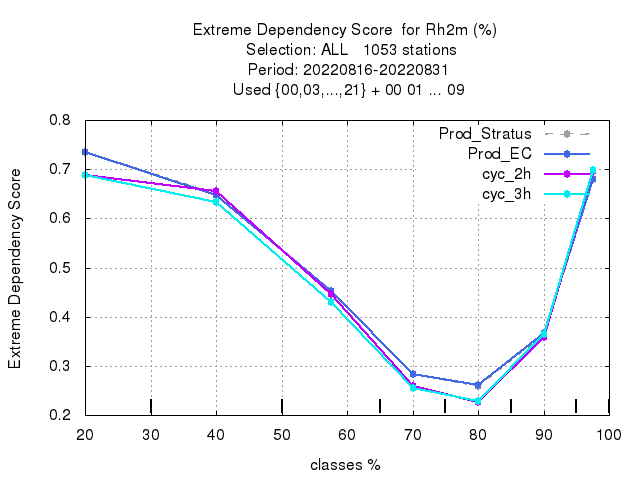 Extreme Dependency Score for Rh2m (%)
Selection: ALL 1053 stations
Period: 20220816-20220831
Used {00,03,...,21} + 00 01 ... 09
Prod_Stratus
Prod_EC
cyc_2h
cyc_3h
Extreme Dependency Score
0.8
0.7
0.6
0.5
0.4
0.3
0.2
20 30 40 50 60 70 80 90 100
classes %